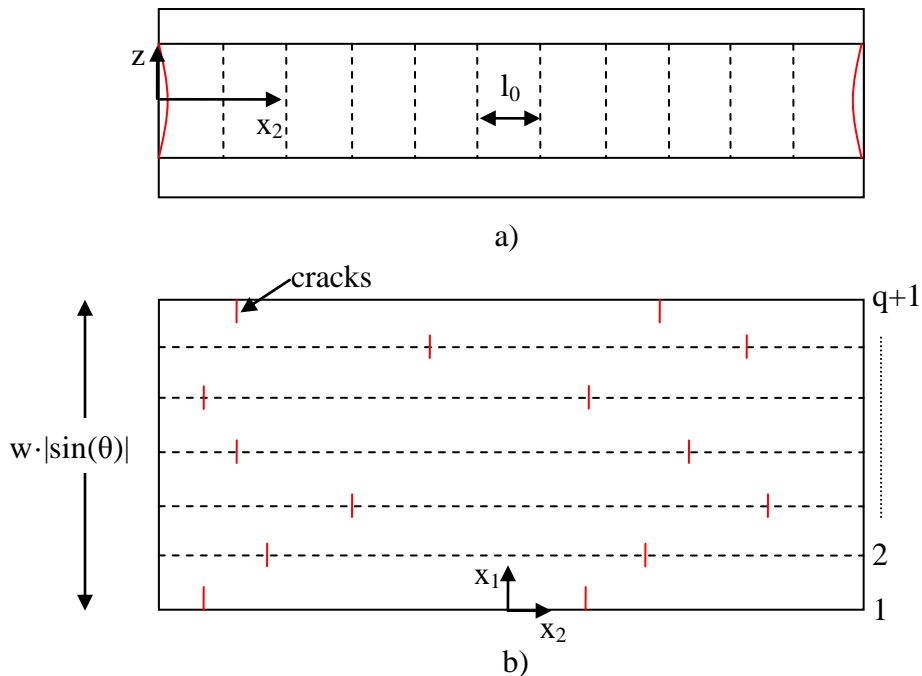 z
l₀
x₂
a)
cracks
q+1
w·|sin(θ)|
2
x₁
1
x₂
b)